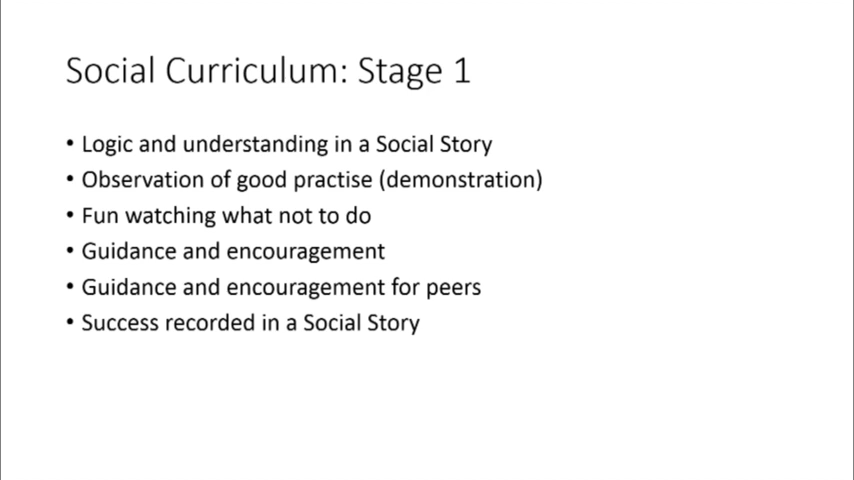 Social Curriculum: Stage 1
• Logic and understanding in a Social Story
• Observation of good practise (demonstration)
• Fun watching what not to do
• Guidance and encouragement
• Guidance and encouragement for peers
• Success recorded in a Social Story